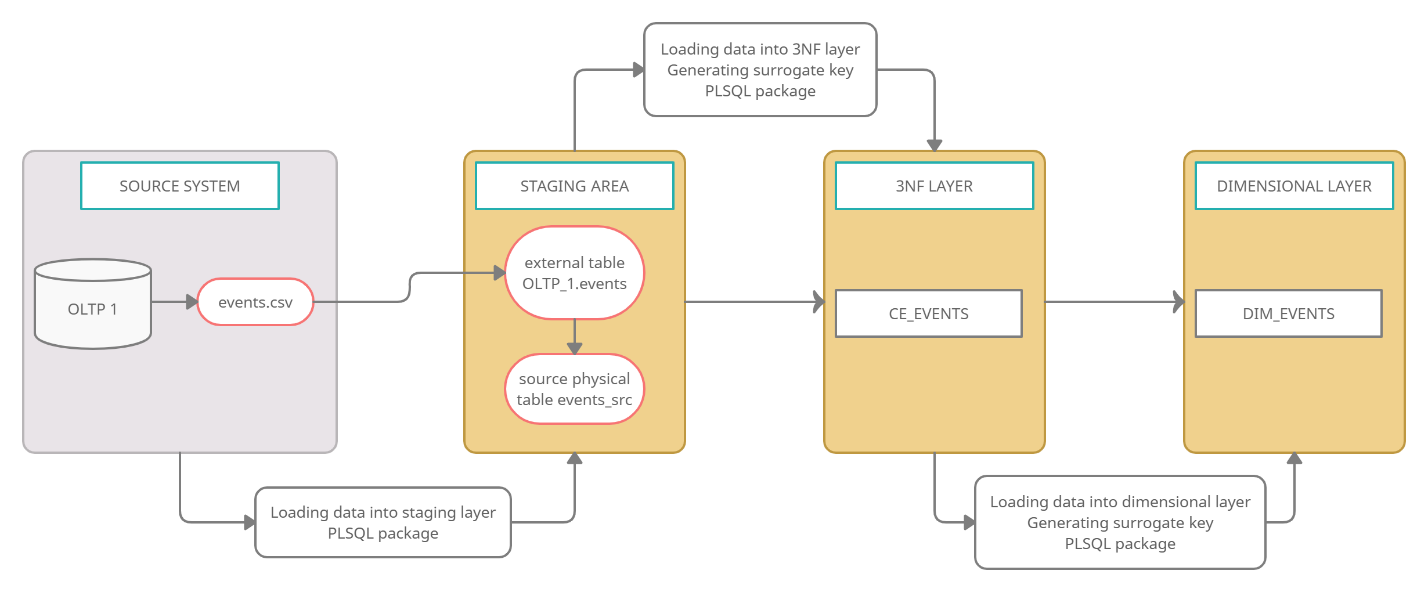 Loading data into 3NF layer
Generating surrogate key
PLSQL package
SOURCE SYSTEM
STAGING AREA
3NF LAYER
DIMENSIONAL LAYER
OLTP 1
events.csv
external table
OLTP_1.events
source physical
table events_src
CE_EVENTS
DIM_EVENTS
Loading data into staging layer
PLSQL package
Loading data into dimensional layer
Generating surrogate key
PLSQL package